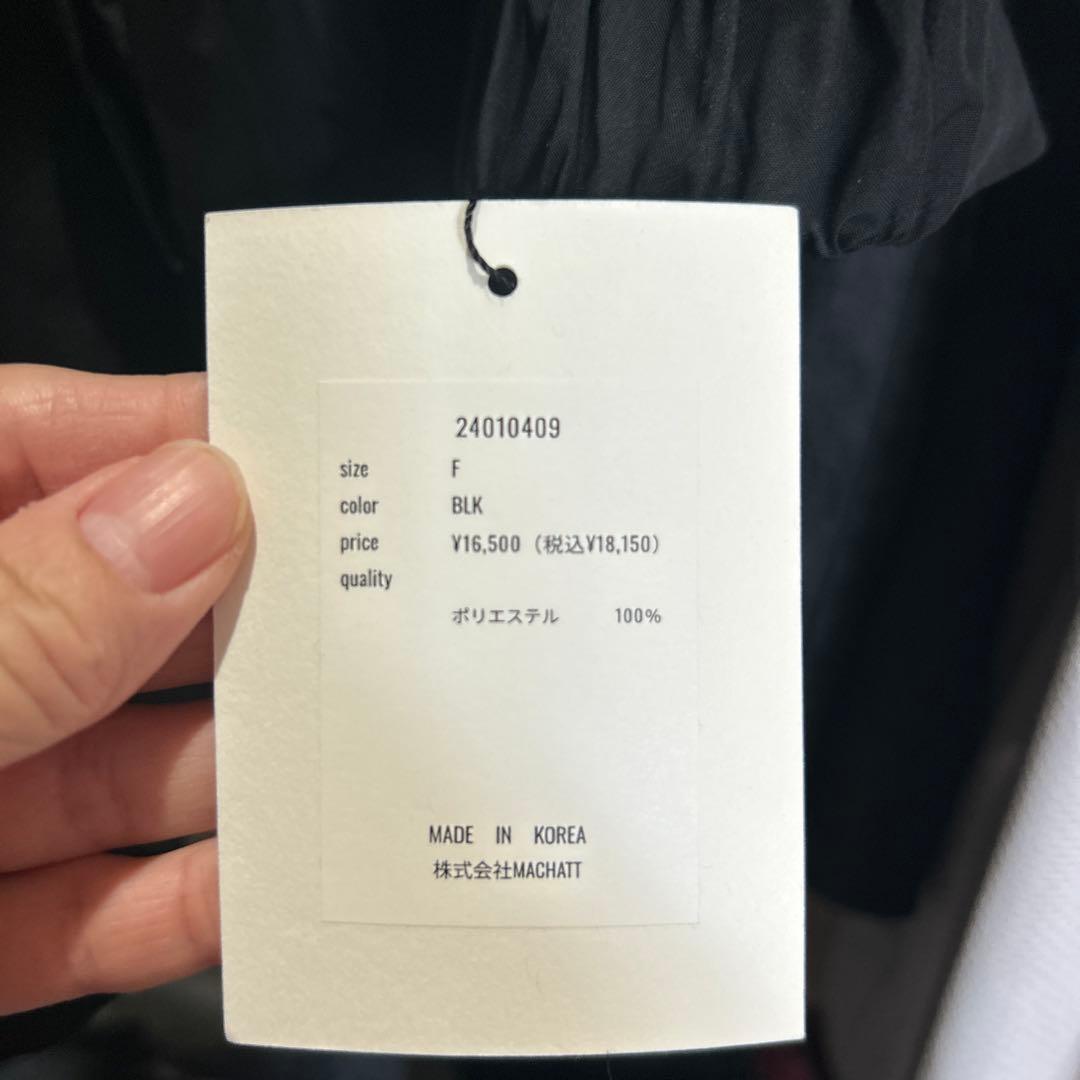 24010409
size F
color BLK
price ¥16,500（税込¥18,150）
quality
ポリエステル 100%
MADE IN KOREA
株式会社MACHATT